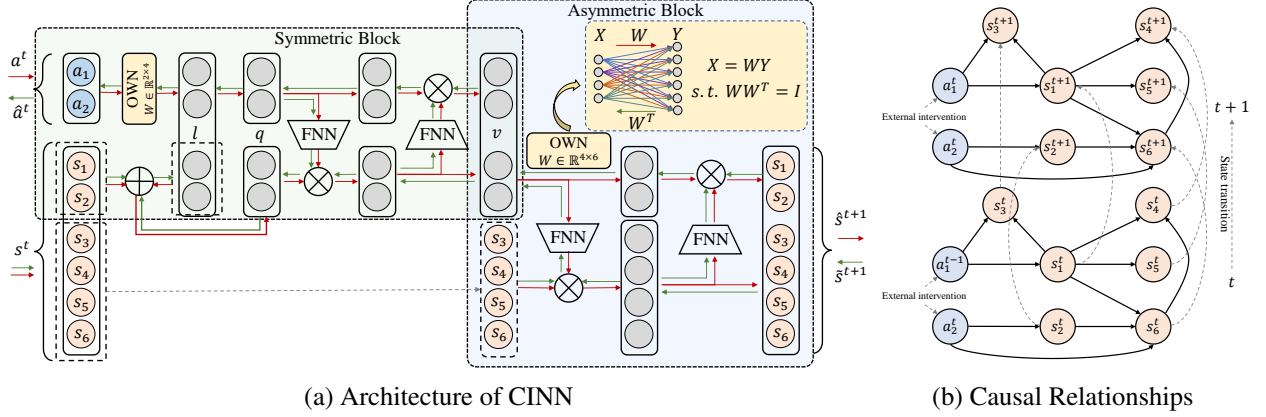 Symmetric Block
Asymmetric Block
a^t
â^t
a_1
a_2
OWN
W ∈ ℝ^{2×4}
l
q
FNN
FNN
v
X W Y
X = WY
s.t. WW^T = I
W^T
OWN
W ∈ ℝ^{4×6}
s^t
s_1
s_2
s_3
s_4
s_5
s_6
s_3
s_4
s_5
s_6
FNN
FNN
s_1
s_2
s_3
s_4
s_5
s_6
ŝ^{t+1}
s̃^{t+1}
(a) Architecture of CINN
s_3^{t+1}
s_4^{t+1}
a_1^t
s_1^{t+1}
s_5^{t+1}
External intervention
a_2^t
s_2^{t+1}
s_6^{t+1}
t + 1
State transition
t
s_3^t
s_4^t
a_1^{t-1}
s_1^t
s_5^t
External intervention
a_2^t
s_2^t
s_6^t
(b) Causal Relationships